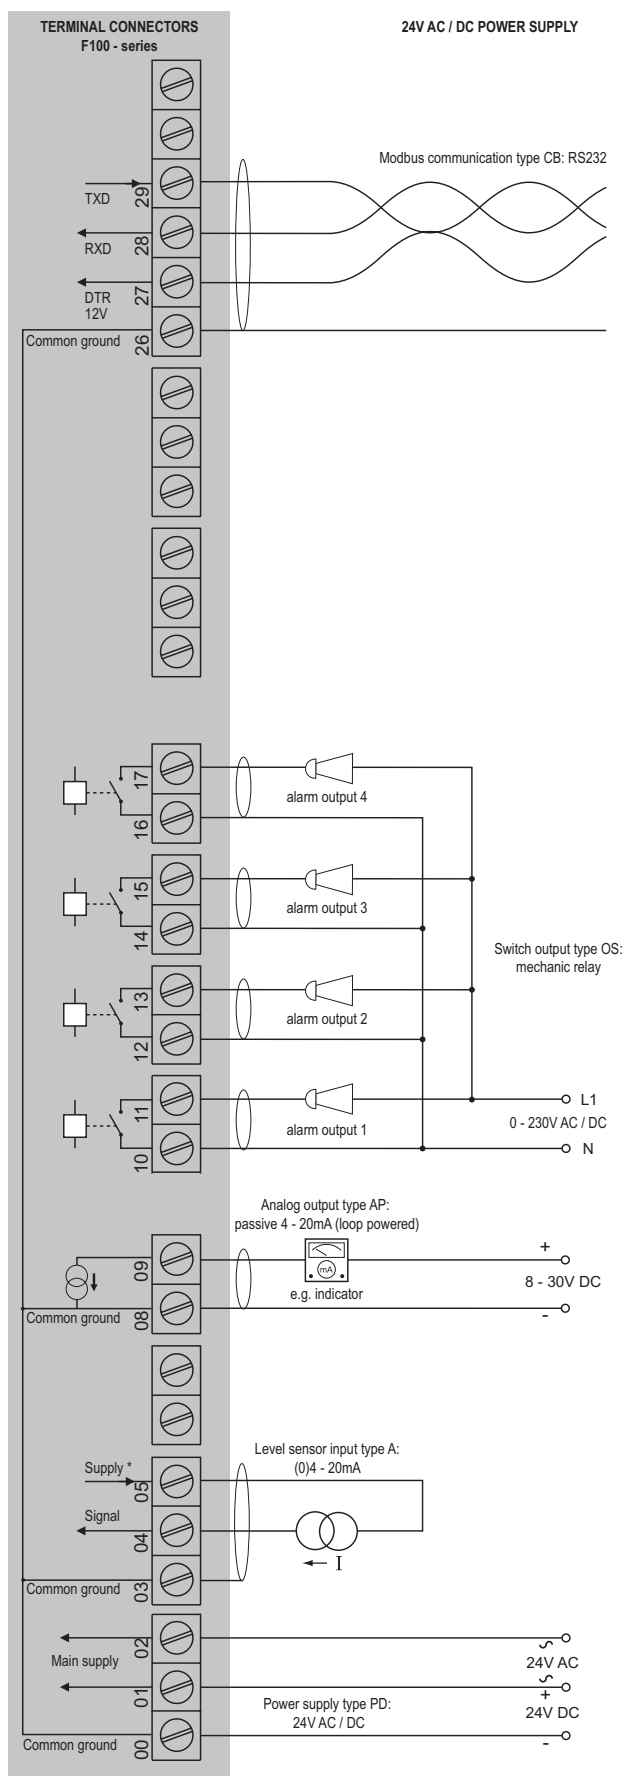 TERMINAL CONNECTORS
F100 - series
24V AC / DC POWER SUPPLY
Modbus communication type CB: RS232
TXD
29
RXD
28
DTR
12V
27
Common ground
26
17
alarm output 4
16
15
alarm output 3
14
Switch output type OS:
mechanic relay
13
alarm output 2
12
11
L1
alarm output 1
0 - 230V AC / DC
10
N
Analog output type AP:
passive 4 - 20mA (loop powered)
09
mA
+
8 - 30V DC
e.g. indicator
Common ground
08
-
Level sensor input type A:
(0)4 - 20mA
Supply *
05
Signal
04
I
Common ground
03
02
Main supply
24V AC
01
+
Power supply type PD:
24V AC / DC
24V DC
Common ground
00
-